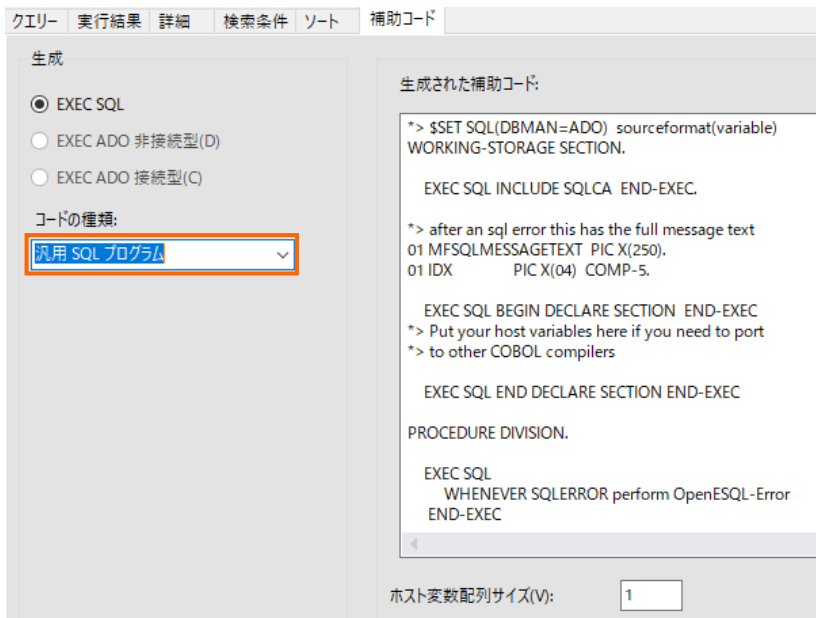 クエリー 実行結果 詳細 検索条件 ソート 補助コード
生成
EXEC SQL
EXEC ADO 非接続型(D)
EXEC ADO 接続型(C)
コードの種類:
汎用 SQL プログラム
生成された補助コード:
*> $SET SQL(DBMAN=ADO) sourceformat(variable)
WORKING-STORAGE SECTION.
EXEC SQL INCLUDE SQLCA END-EXEC.
*> after an sql error this has the full message text
01 MFSQLMESSAGETEXT PIC X(250).
01 IDX PIC X(04) COMP-5.
EXEC SQL BEGIN DECLARE SECTION END-EXEC
*> Put your host variables here if you need to port
*> to other COBOL compilers
EXEC SQL END DECLARE SECTION END-EXEC
PROCEDURE DIVISION.
EXEC SQL
WHENEVER SQLERROR perform OpenESQL-Error
END-EXEC
ホスト変数配列サイズ(V): 1